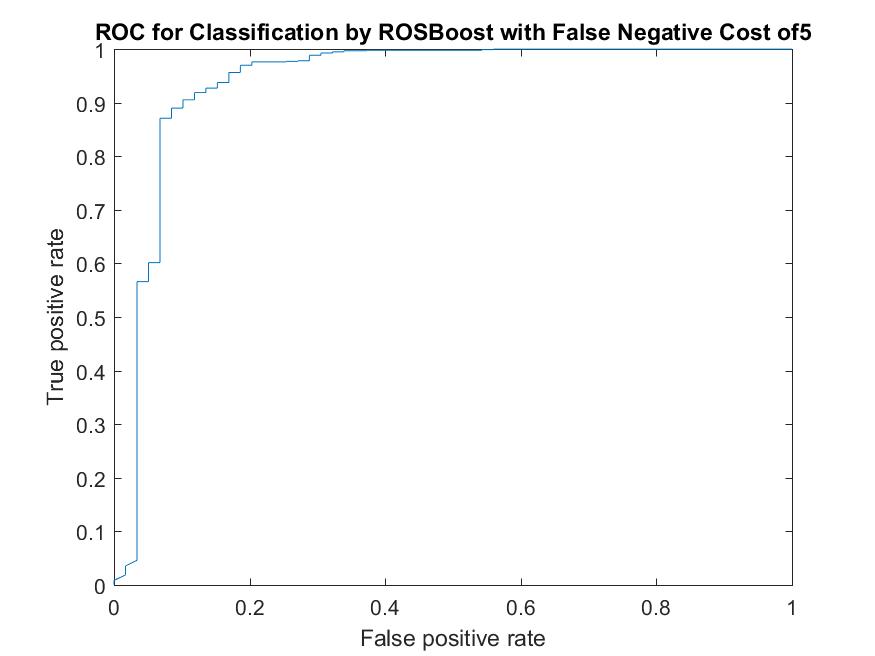 ROC for Classification by ROSBoost with False Negative Cost of5
1
0.9
0.8
0.7
0.6
0.5
0.4
0.3
0.2
0.1
0
True positive rate
0 0.2 0.4 0.6 0.8 1
False positive rate